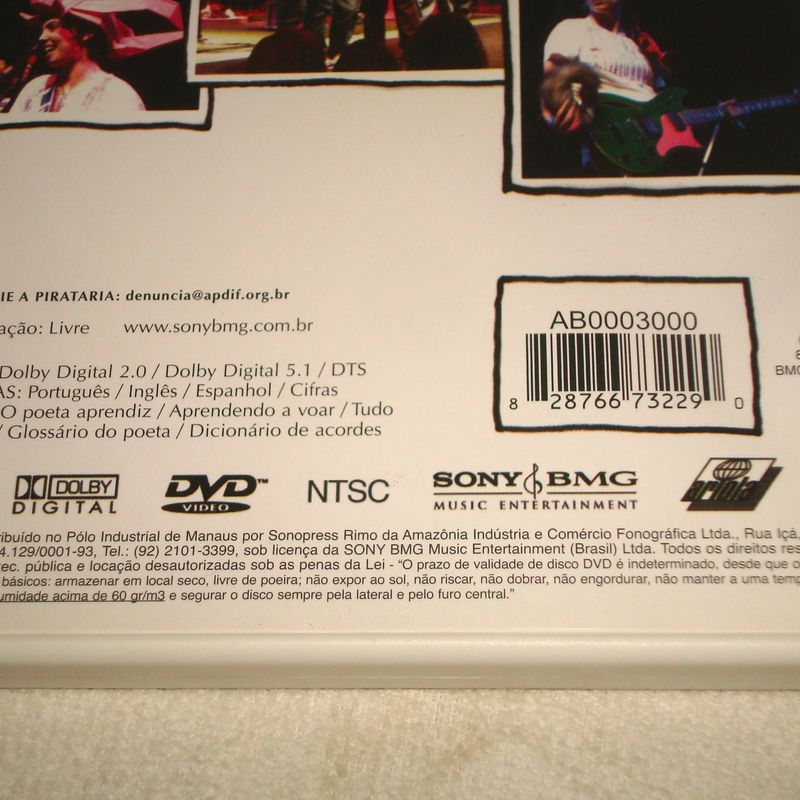 IE A PIRATARIA: denuncia@apdif.org.br
ação: Livre www.sonybmg.com.br
Dolby Digital 2.0 / Dolby Digital 5.1 / DTS
AS: Português / Inglês / Espanhol / Cifras
O poeta aprendiz / Aprendendo a voar / Tudo
/ Glossário do poeta / Dicionário de acordes
AB0003000
8 28766 73229 0
BMG
DOLBY
DIGITAL
DVD™
VIDEO
NTSC
SONY BMG
MUSIC ENTERTAINMENT
ariola
ribuído no Pólo Industrial de Manaus por Sonopress Rimo da Amazônia Indústria e Comércio Fonográfica Ltda., Rua Içá,
4.129/0001-93, Tel.: (92) 2101-3399, sob licença da SONY BMG Music Entertainment (Brasil) Ltda. Todos os direitos res
ec. pública e locação desautorizadas sob as penas da Lei - “O prazo de validade de disco DVD é indeterminado, desde que o
básicos: armazenar em local seco, livre de poeira; não expor ao sol, não riscar, não dobrar, não engordurar, não manter a uma temp
umidade acima de 60 gr/m3 e segurar o disco sempre pela lateral e pelo furo central.”